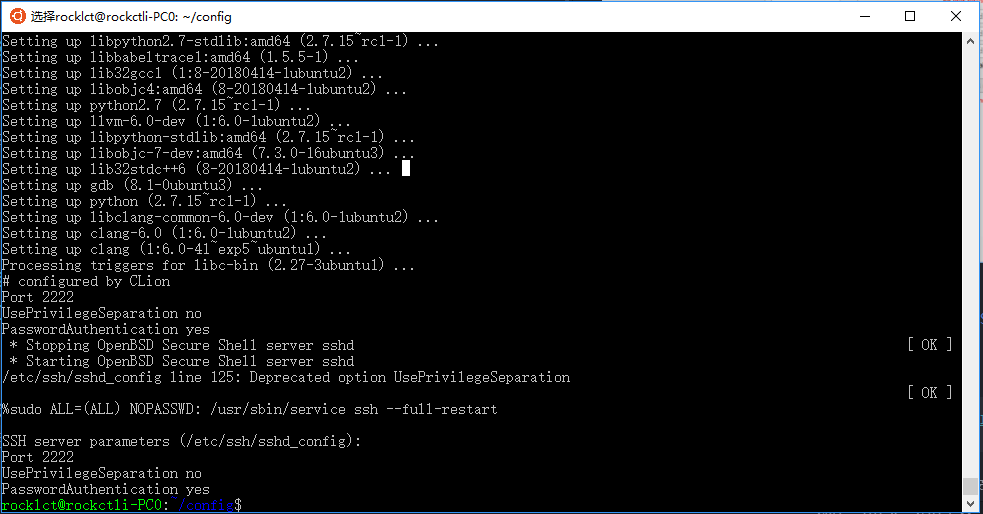 选择rocklct@rockctli-PC0: ~/config
Setting up libpython2.7-stdlib:amd64 (2.7.15~rc1-1) ...
Setting up libbabeltrace1:amd64 (1.5.5-1) ...
Setting up lib32gcc1 (1:8-20180414-1ubuntu2) ...
Setting up libobjc4:amd64 (8-20180414-1ubuntu2) ...
Setting up python2.7 (2.7.15~rc1-1) ...
Setting up llvm-6.0-dev (1:6.0-1ubuntu2) ...
Setting up libpython-stdlib:amd64 (2.7.15~rc1-1) ...
Setting up libobjc-7-dev:amd64 (7.3.0-16ubuntu3) ...
Setting up lib32stdc++6 (8-20180414-1ubuntu2) ...
Setting up gdb (8.1-0ubuntu3) ...
Setting up python (2.7.15~rc1-1) ...
Setting up libclang-common-6.0-dev (1:6.0-1ubuntu2) ...
Setting up clang-6.0 (1:6.0-1ubuntu2) ...
Setting up clang (1:6.0-41~exp5~ubuntu1) ...
Processing triggers for libc-bin (2.27-3ubuntu1) ...
# configured by CLion
Port 2222
UsePrivilegeSeparation no
PasswordAuthentication yes
* Stopping OpenBSD Secure Shell server sshd [ OK ]
* Starting OpenBSD Secure Shell server sshd
/etc/ssh/sshd_config line 125: Deprecated option UsePrivilegeSeparation
[ OK ]
%sudo ALL=(ALL) NOPASSWD: /usr/sbin/service ssh --full-restart
SSH server parameters (/etc/ssh/sshd_config):
Port 2222
UsePrivilegeSeparation no
PasswordAuthentication yes
rocklct@rockctli-PC0:~/config$